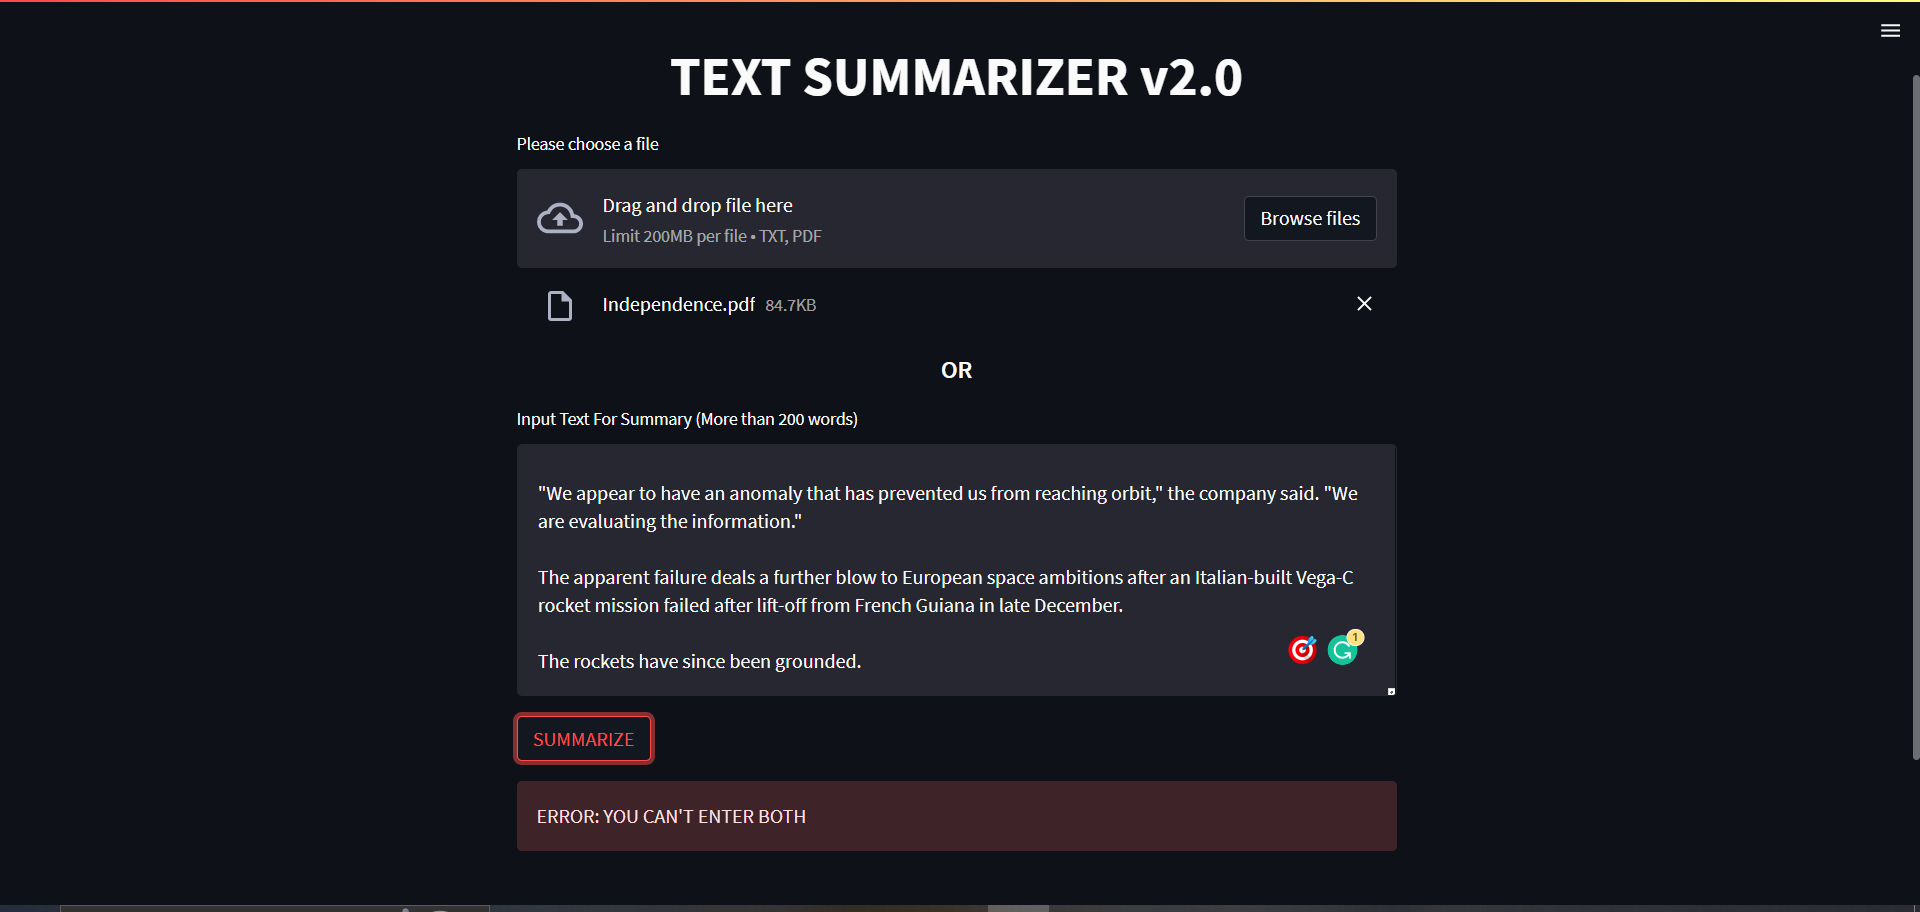 TEXT SUMMARIZER v2.0
Please choose a file
Drag and drop file here
Limit 200MB per file • TXT, PDF
Browse files
Independence.pdf 84.7KB
OR
Input Text For Summary (More than 200 words)
"We appear to have an anomaly that has prevented us from reaching orbit," the company said. "We
are evaluating the information."
The apparent failure deals a further blow to European space ambitions after an Italian-built Vega-C
rocket mission failed after lift-off from French Guiana in late December.
The rockets have since been grounded.
1
SUMMARIZE
ERROR: YOU CAN'T ENTER BOTH